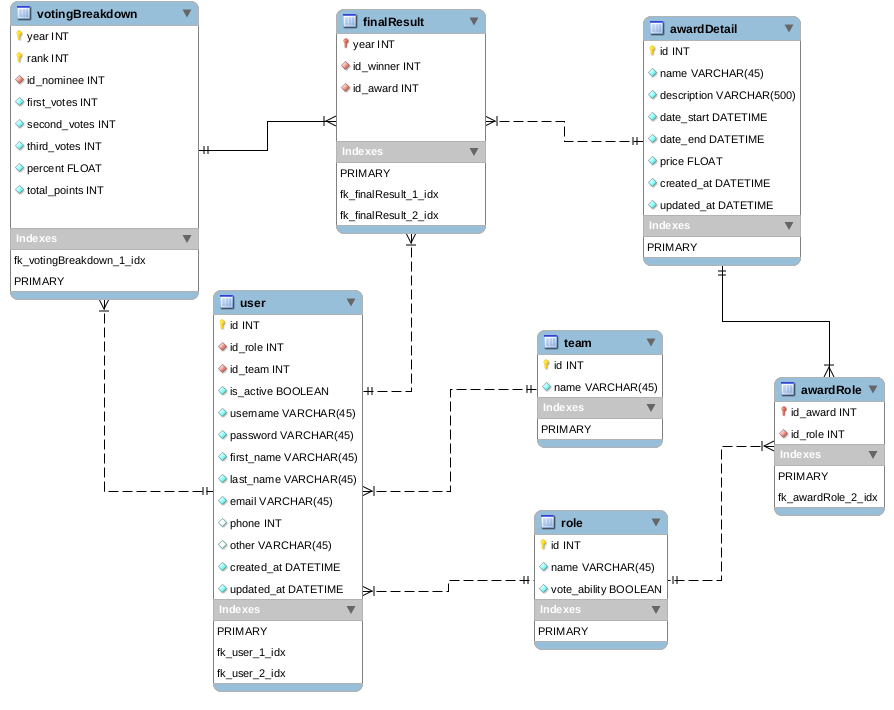 votingBreakdown
year INT
rank INT
id_nominee INT
first_votes INT
second_votes INT
third_votes INT
percent FLOAT
total_points INT
Indexes
fk_votingBreakdown_1_idx
PRIMARY
finalResult
year INT
id_winner INT
id_award INT
Indexes
PRIMARY
fk_finalResult_1_idx
fk_finalResult_2_idx
awardDetail
id INT
name VARCHAR(45)
description VARCHAR(500)
date_start DATETIME
date_end DATETIME
price FLOAT
created_at DATETIME
updated_at DATETIME
Indexes
PRIMARY
user
id INT
id_role INT
id_team INT
is_active BOOLEAN
username VARCHAR(45)
password VARCHAR(45)
first_name VARCHAR(45)
last_name VARCHAR(45)
email VARCHAR(45)
phone INT
other VARCHAR(45)
created_at DATETIME
updated_at DATETIME
Indexes
PRIMARY
fk_user_1_idx
fk_user_2_idx
team
id INT
name VARCHAR(45)
Indexes
PRIMARY
awardRole
id_award INT
id_role INT
Indexes
PRIMARY
fk_awardRole_2_idx
role
id INT
name VARCHAR(45)
vote_ability BOOLEAN
Indexes
PRIMARY